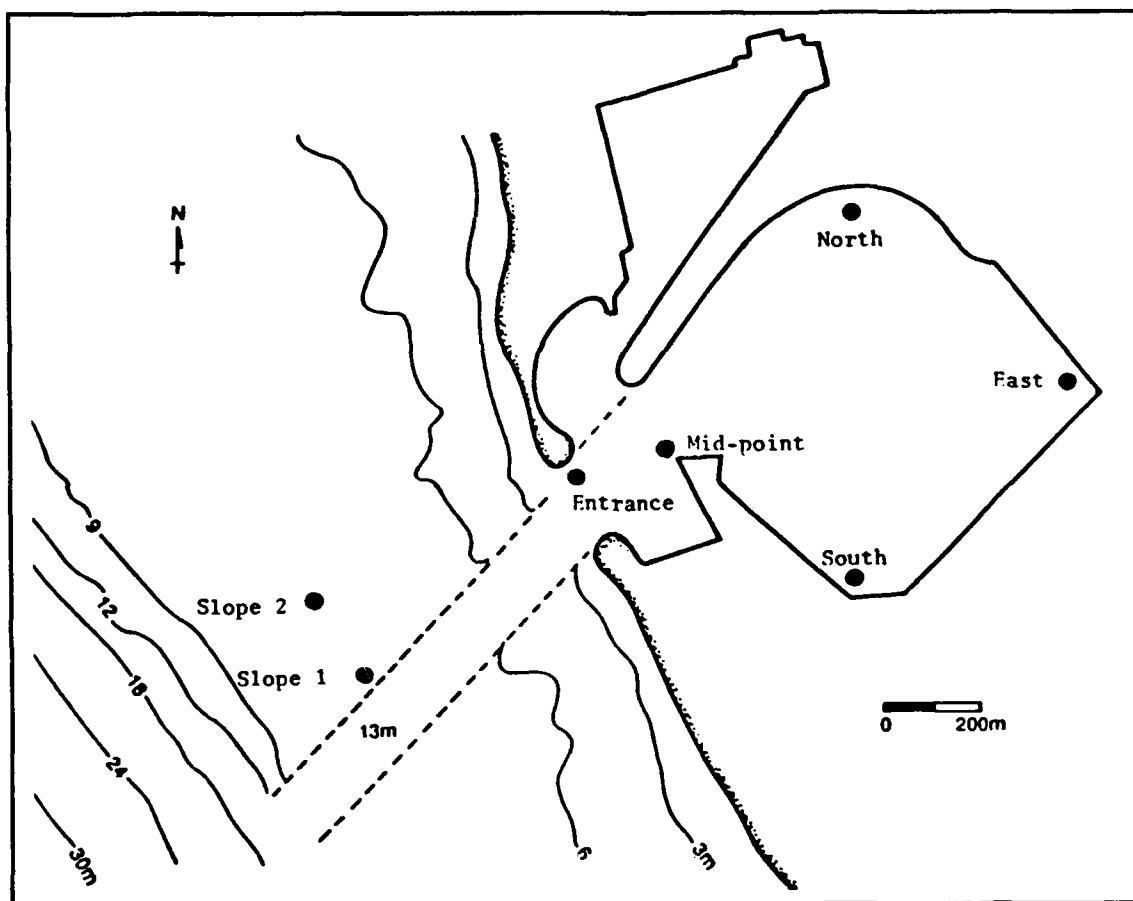 N
North
East
Mid-point
Entrance
South
Slope 2
Slope 1
9
12
18
24
30m
13m
6
3m
0 200m